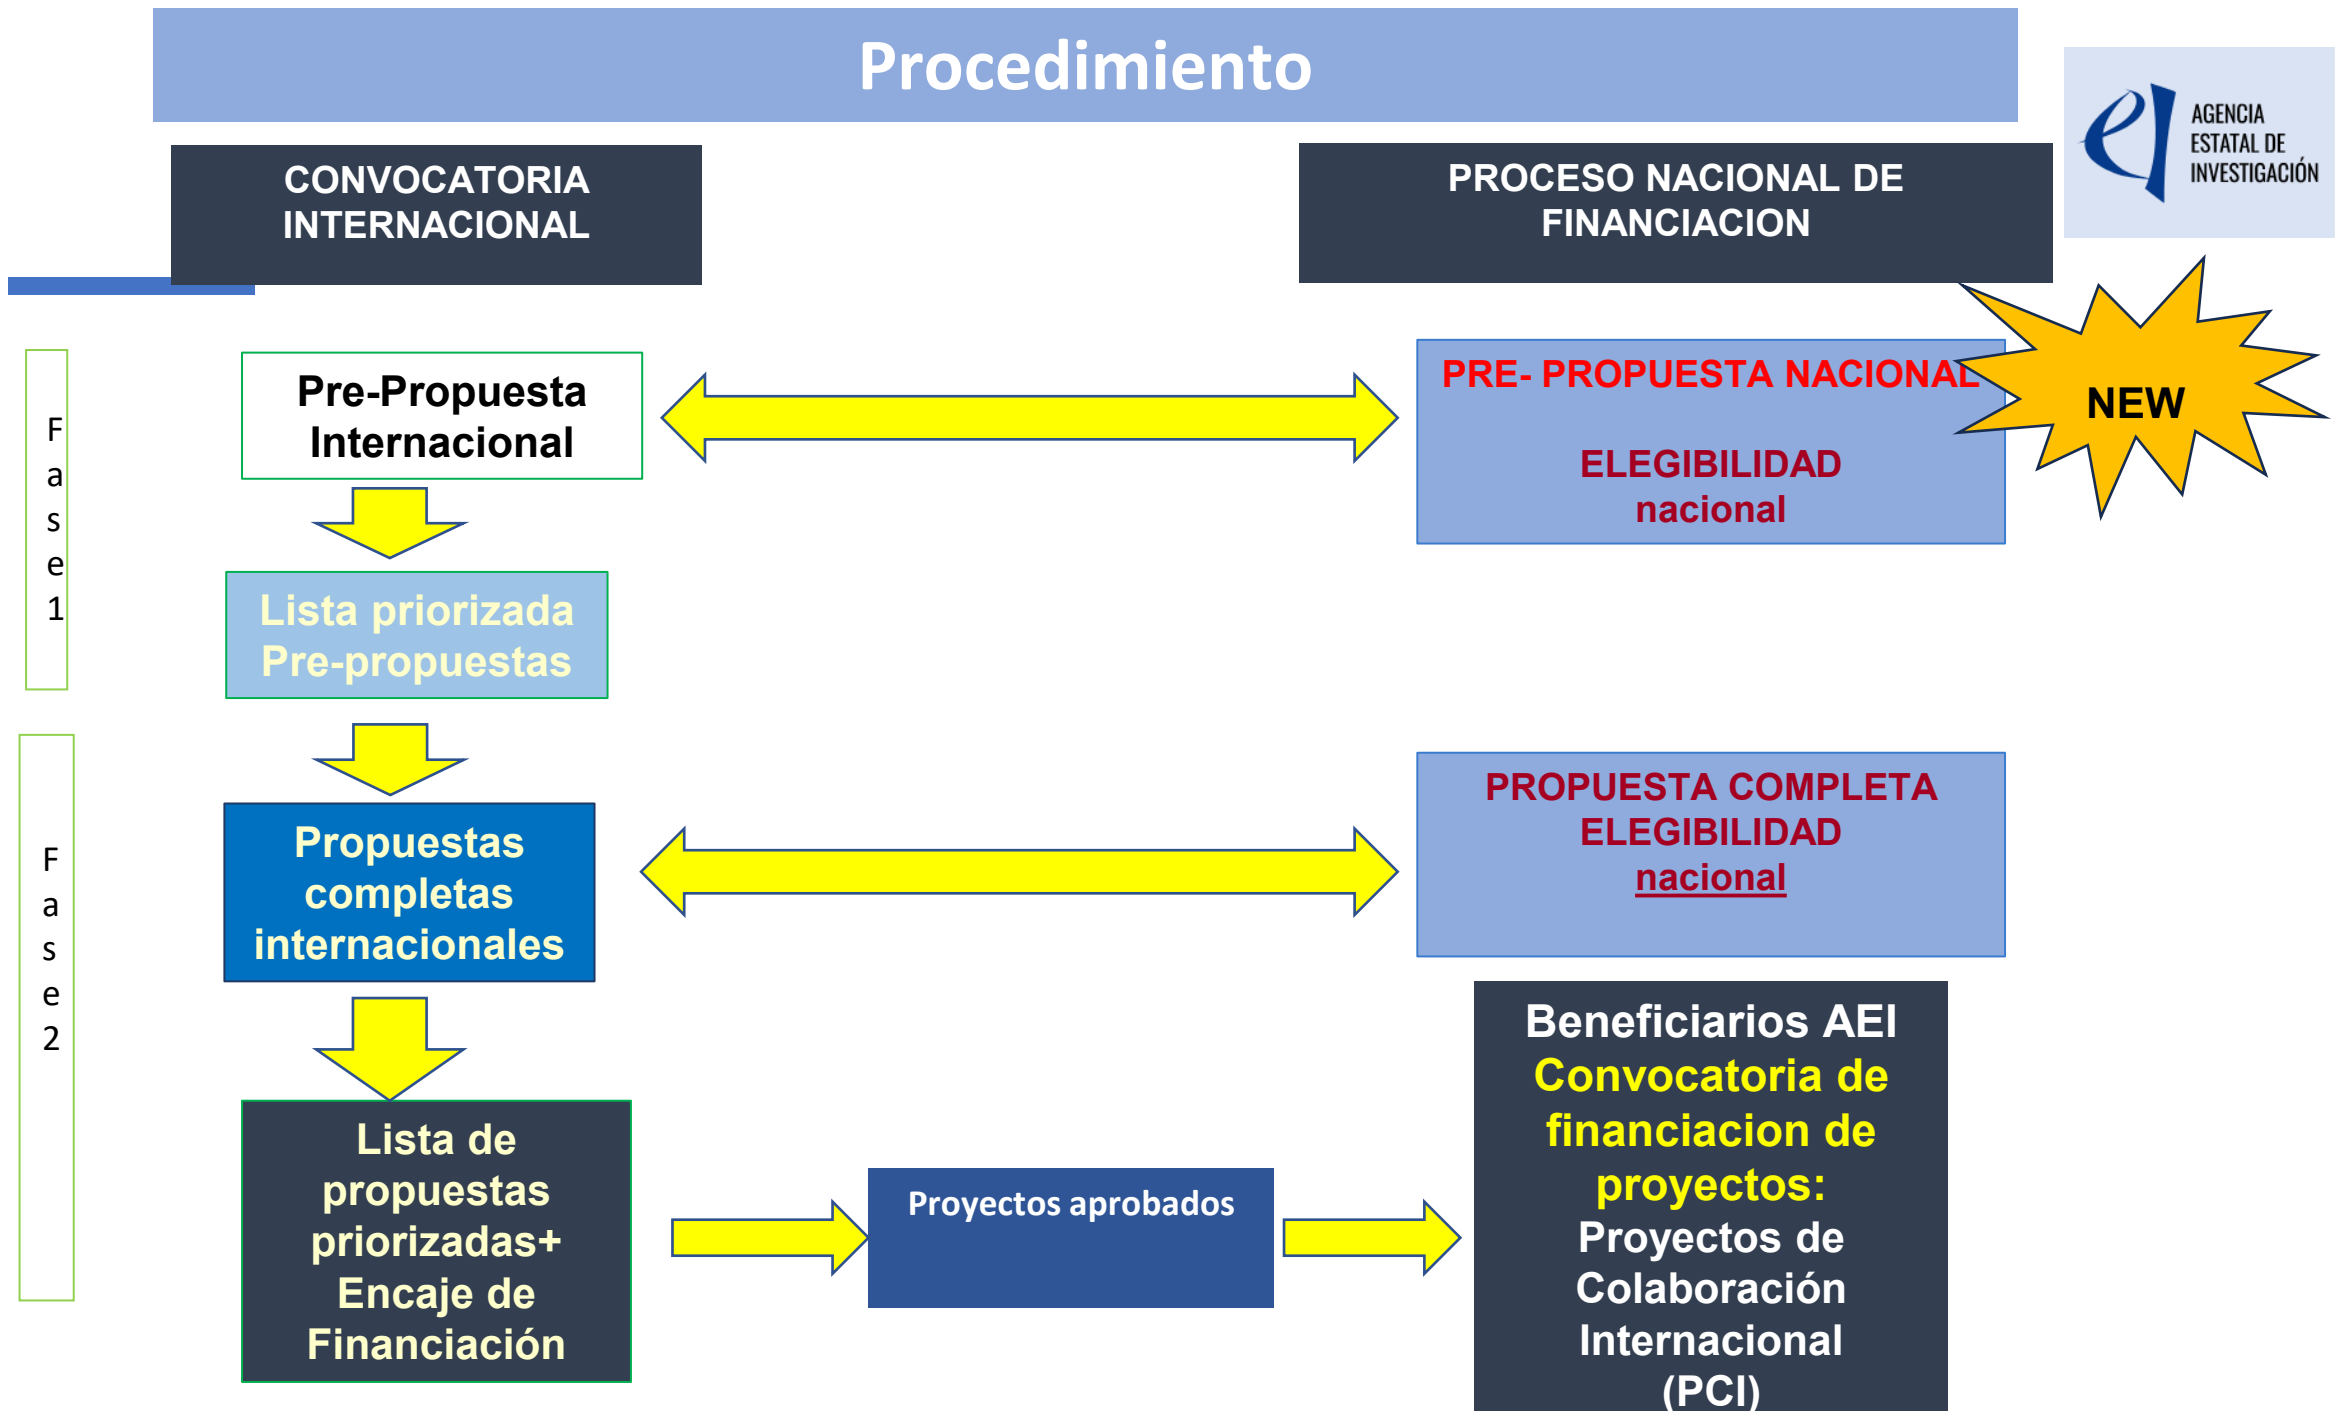 Procedimiento
AGENCIA
ESTATAL DE
INVESTIGACIÓN
CONVOCATORIA
INTERNACIONAL
PROCESO NACIONAL DE
FINANCIACION
F
a
s
e
1
Pre-Propuesta
Internacional
PRE- PROPUESTA NACIONAL
ELEGIBILIDAD
nacional
NEW
Lista priorizada
Pre-propuestas
F
a
s
e
2
Propuestas
completas
internacionales
PROPUESTA COMPLETA
ELEGIBILIDAD
nacional
Lista de
propuestas
priorizadas+
Encaje de
Financiación
Proyectos aprobados
Beneficiarios AEI
Convocatoria de
financiacion de
proyectos:
Proyectos de
Colaboración
Internacional
(PCI)